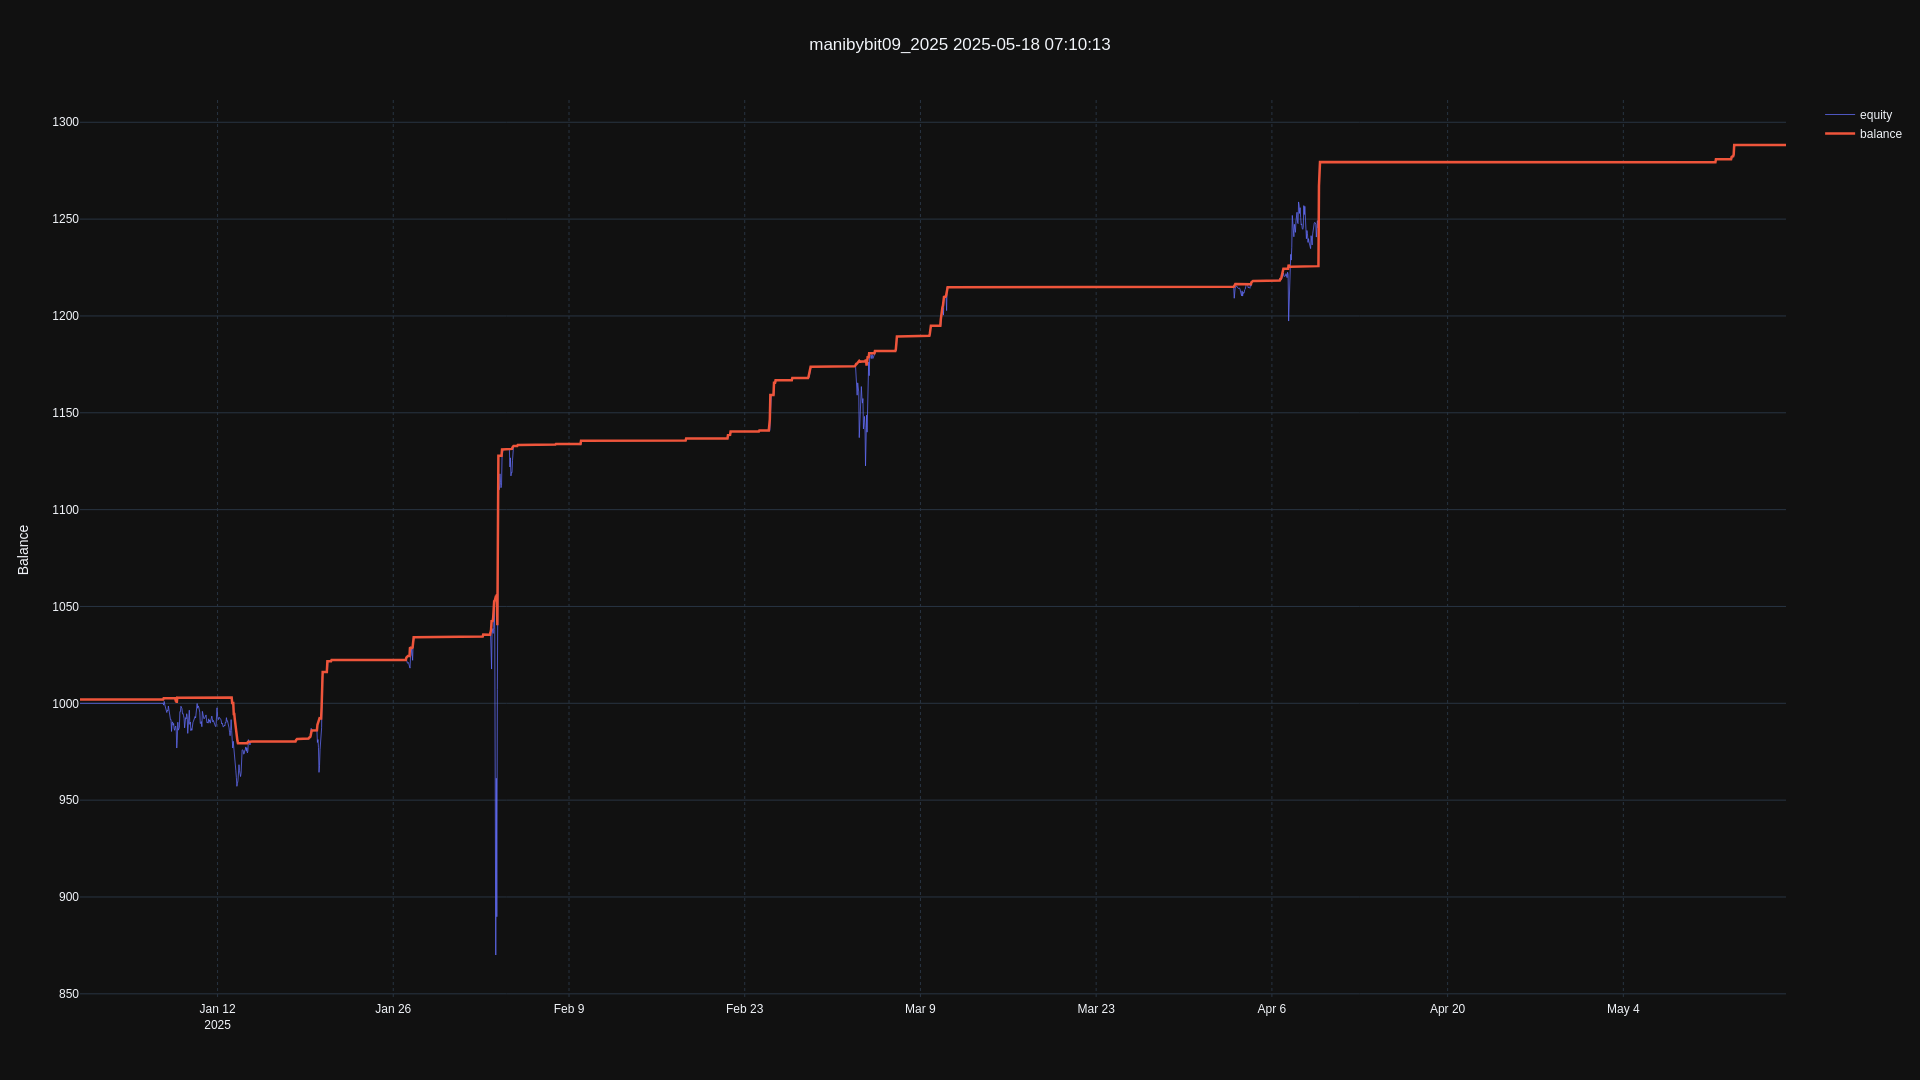 manibybit09_2025 2025-05-18 07:10:13
equity
balance
1300
1250
1200
1150
1100
1050
1000
950
900
850
Balance
Jan 12
2025
Jan 26
Feb 9
Feb 23
Mar 9
Mar 23
Apr 6
Apr 20
May 4